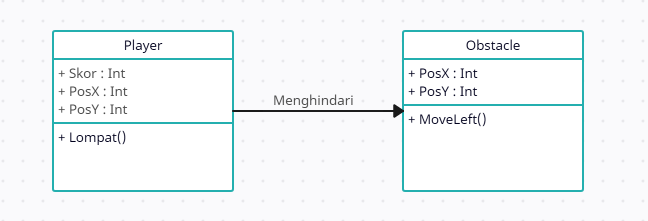 Player
+ Skor : Int
+ PosX : Int
+ PosY : Int
+ Lompat()
Menghindari
Obstacle
+ PosX : Int
+ PosY : Int
+ MoveLeft()